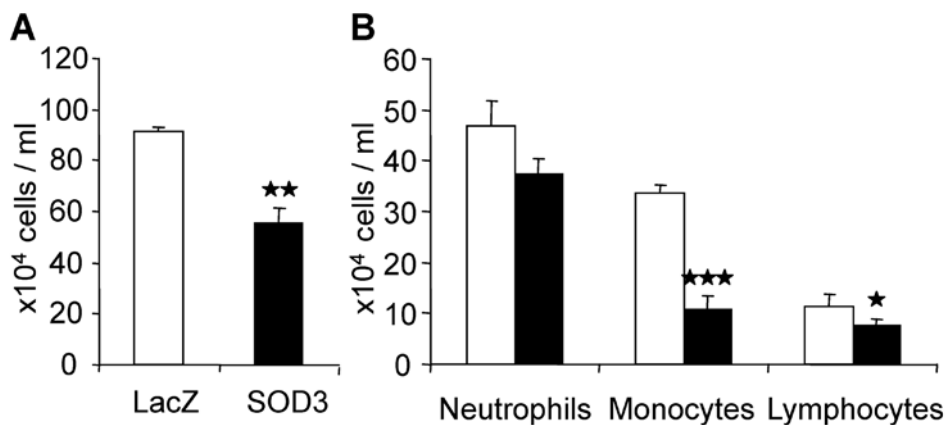 A
x10⁴ cells / ml
120
100
80
60
40
20
0
★★
LacZ SOD3
B
x10⁴ cells / ml
60
50
40
30
20
10
0
★★★
★
Neutrophils Monocytes Lymphocytes